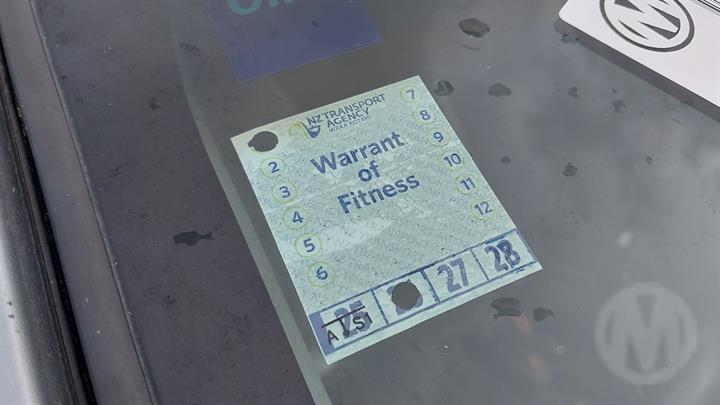 NZ TRANSPORT
AGENCY
WAKA KOTAHI
Warrant
of
Fitness
2
3
4
5
6
7
8
9
10
11
12
25 27 28
M
M